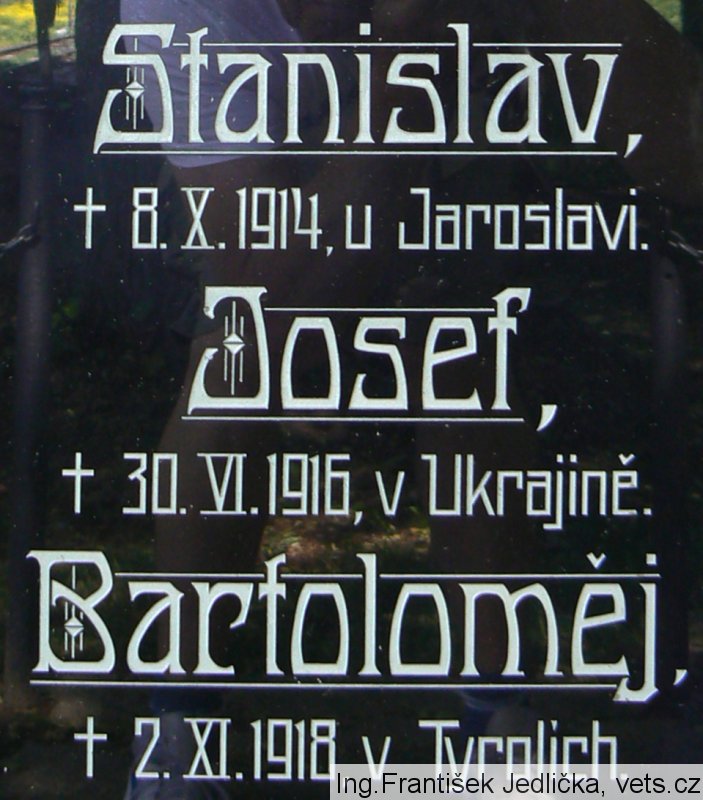 Stanislav,
† 8. X. 1914, u Jaroslavi.
Josef,
† 30. VI. 1916, v Ukrajině.
Bartoloměj,
† 2. XI. 1918 v Tyrolich.
Ing.František Jedlička, vets.cz